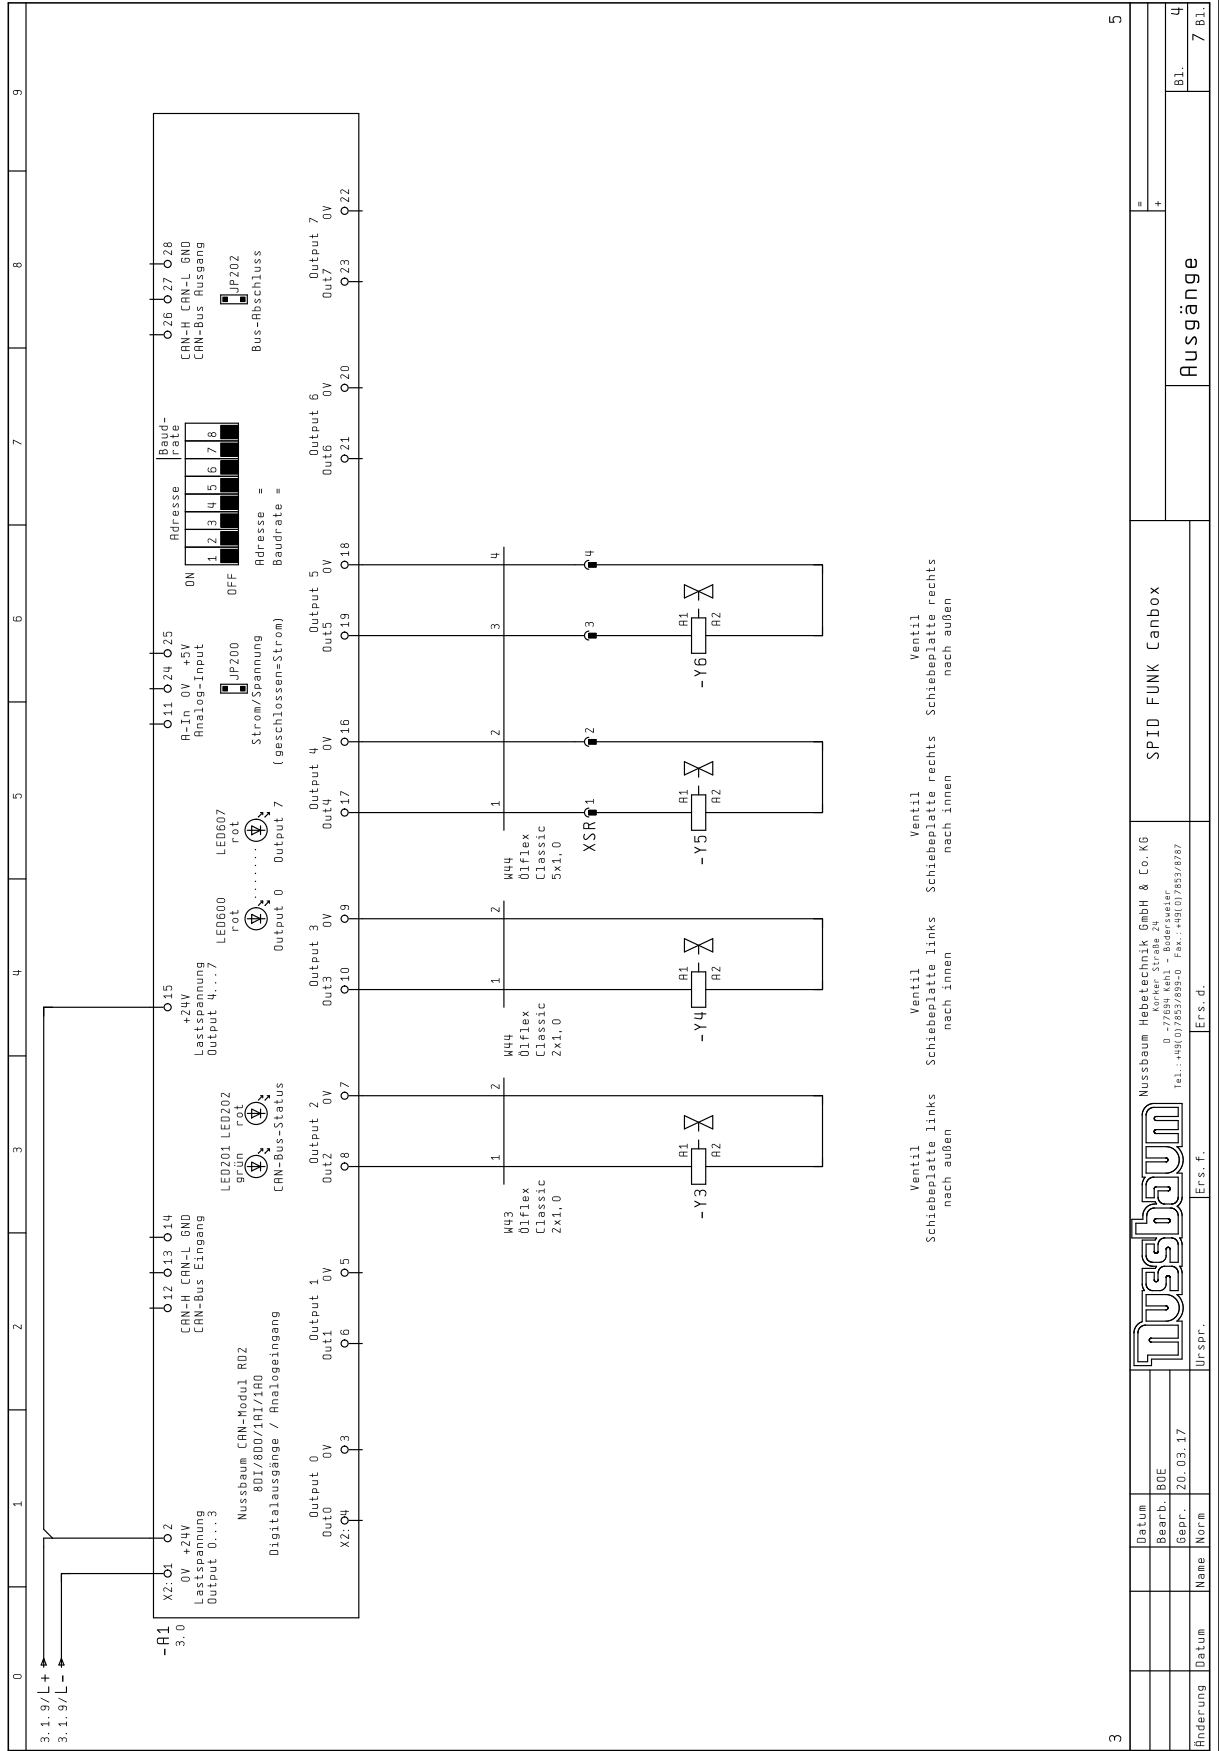 0 1 2 3 4 5 6 7 8 9
3.1.9/L+
3.1.9/L-
-A1
3.0
X2: 1 2
0V +24V
Lastspannung
Output 0...3
12 13 14
CAN-H CAN-L GND
CAN-Bus Eingang
15
+24V
Lastspannung
Output 4...7
11 24 25
A-In 0V +5V
Analog-Input
26 27 28
CAN-H CAN-L GND
CAN-Bus Ausgang
Nussbaum CAN-Modul RD2
8DI/8DO/1AI/1AO
Digitalausgänge / Analogeingang
LED201 LED202
grün rot
CAN-Bus-Status
LED600 LED607
rot rot
.......
Output 0 Output 7
JP200
Strom/Spannung
(geschlossen=Strom)
Adresse Baud-
rate
ON
1 2 3 4 5 6 7 8
OFF
Adresse =
Baudrate =
JP202
Bus-Abschluss
Output 0 Output 1 Output 2 Output 3 Output 4 Output 5 Output 6 Output 7
Out0 0V Out1 0V Out2 0V Out3 0V Out4 0V Out5 0V Out6 0V Out7 0V
X2: 4 3 6 5 8 7 10 9 17 16 19 18 21 20 23 22
1 2 1 2 1 2 3 4
W43
Ölflex
Classic
2x1,0
W44
Ölflex
Classic
2x1,0
W44
Ölflex
Classic
5x1,0
XSR 1 2 3 4
-Y3 A1 A2
-Y4 A1 A2
-Y5 A1 A2
-Y6 A1 A2
Ventil
Schiebeplatte links
nach außen
Ventil
Schiebeplatte links
nach innen
Ventil
Schiebeplatte rechts
nach innen
Ventil
Schiebeplatte rechts
nach außen
3 5
Änderung Datum Name Norm
Datum
Bearb. BOE
Gepr. 20.03.17
Urspr. Ers.f. Ers.d.
Nussbaum
Nussbaum Hebetechnik GmbH & Co.KG
Korker Straße 24
D -77694 Kehl - Bodersweier
Tel.: +49(0)7853/899-0 Fax.: +49(0)7853/8787
SPID FUNK Canbox
Ausgänge
=
+
Bl. 4
7 Bl.